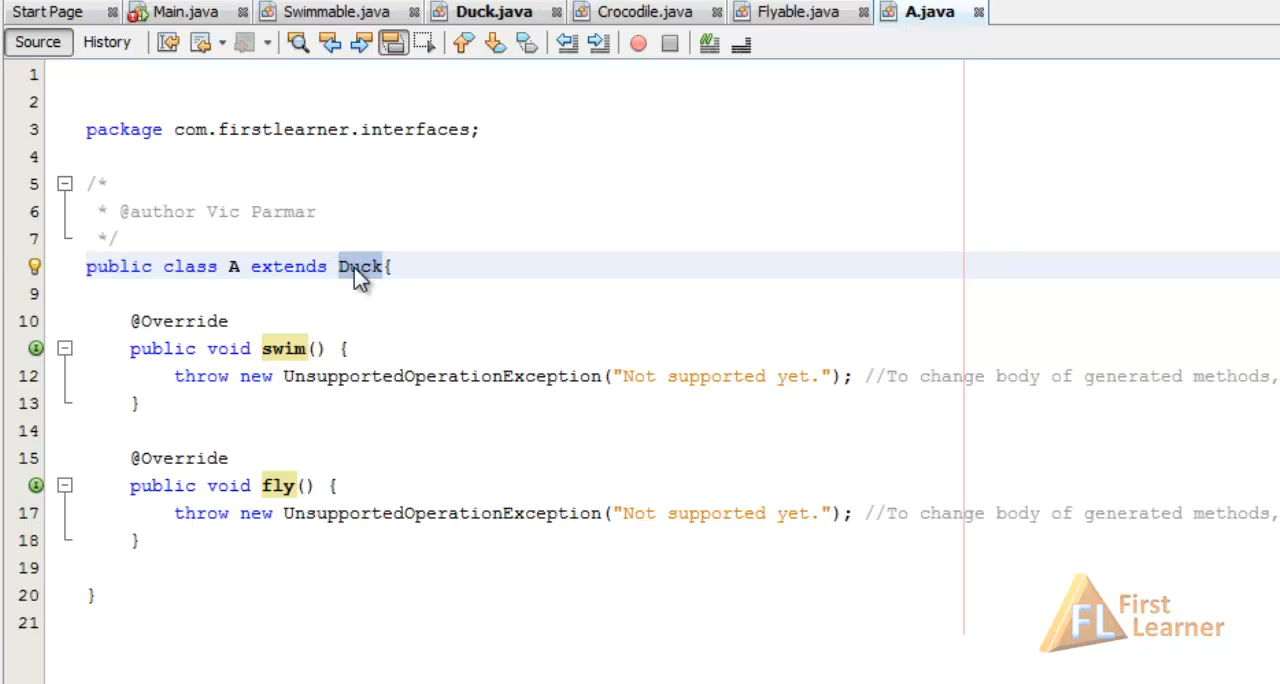 Start Page Main.java Swimmable.java Duck.java Crocodile.java Flyable.java A.java
Source History
1
2
3 package com.firstlearner.interfaces;
4
5 /*
6 * @author Vic Parmar
7 */
public class A extends Duck{
9
10 @Override
public void swim() {
12 throw new UnsupportedOperationException("Not supported yet."); //To change body of generated methods,
13 }
14
15 @Override
public void fly() {
17 throw new UnsupportedOperationException("Not supported yet."); //To change body of generated methods,
18 }
19
20 }
21
FL First
Learner